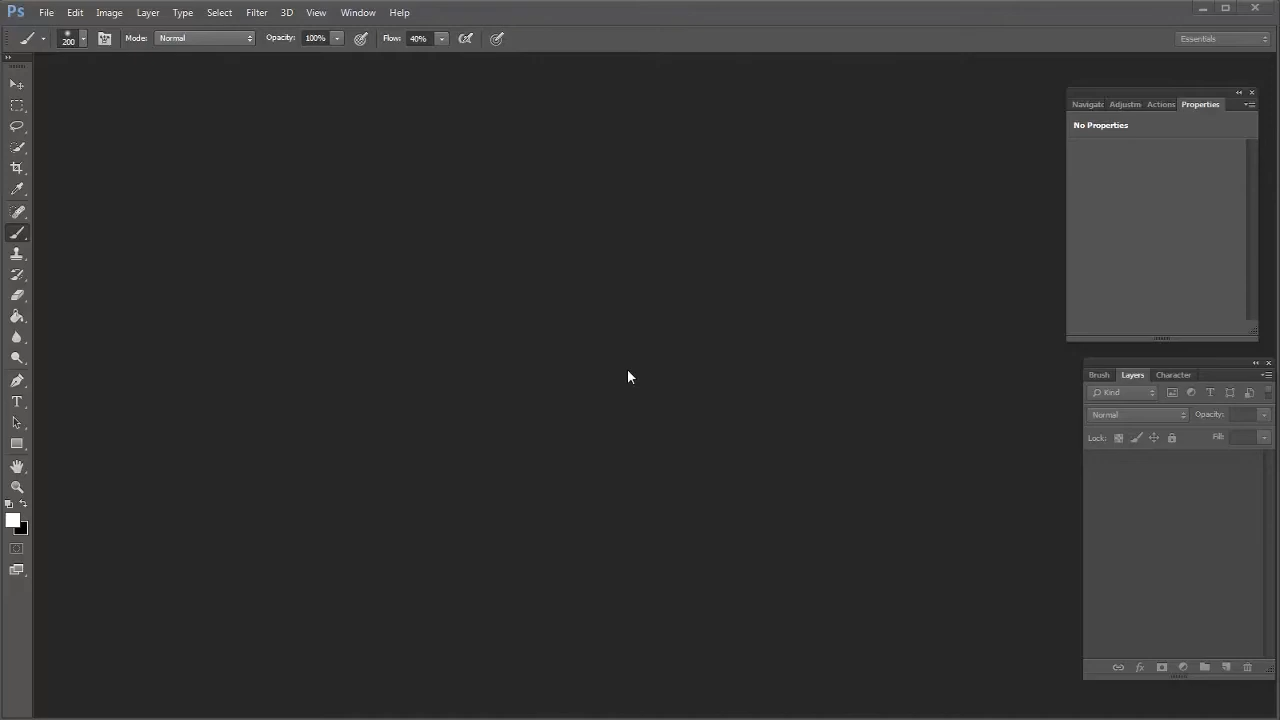 Ps File Edit Image Layer Type Select Filter 3D View Window Help
200 Mode: Normal Opacity: 100% Flow: 40% Essentials
Navigatc Adjustm Actions Properties
No Properties
Brush Layers Character
Kind T
Normal Opacity:
Lock: Fill:
T